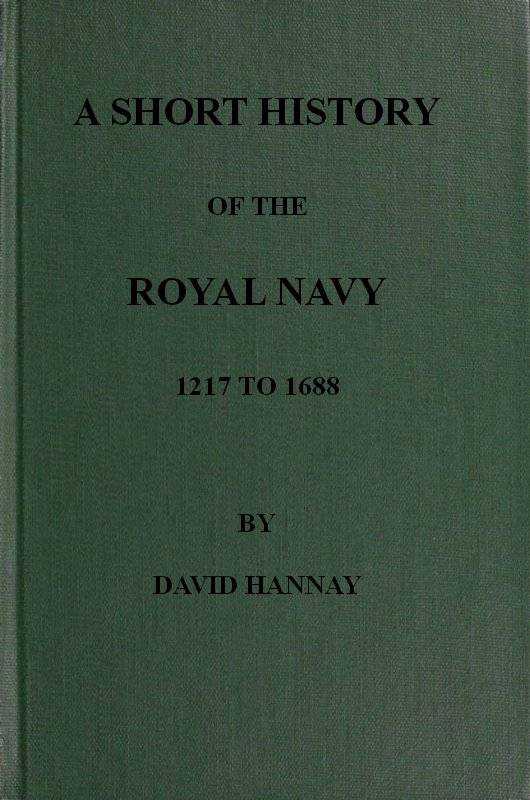 A SHORT HISTORY
OF THE
ROYAL NAVY
1217 TO 1688
BY
DAVID HANNAY